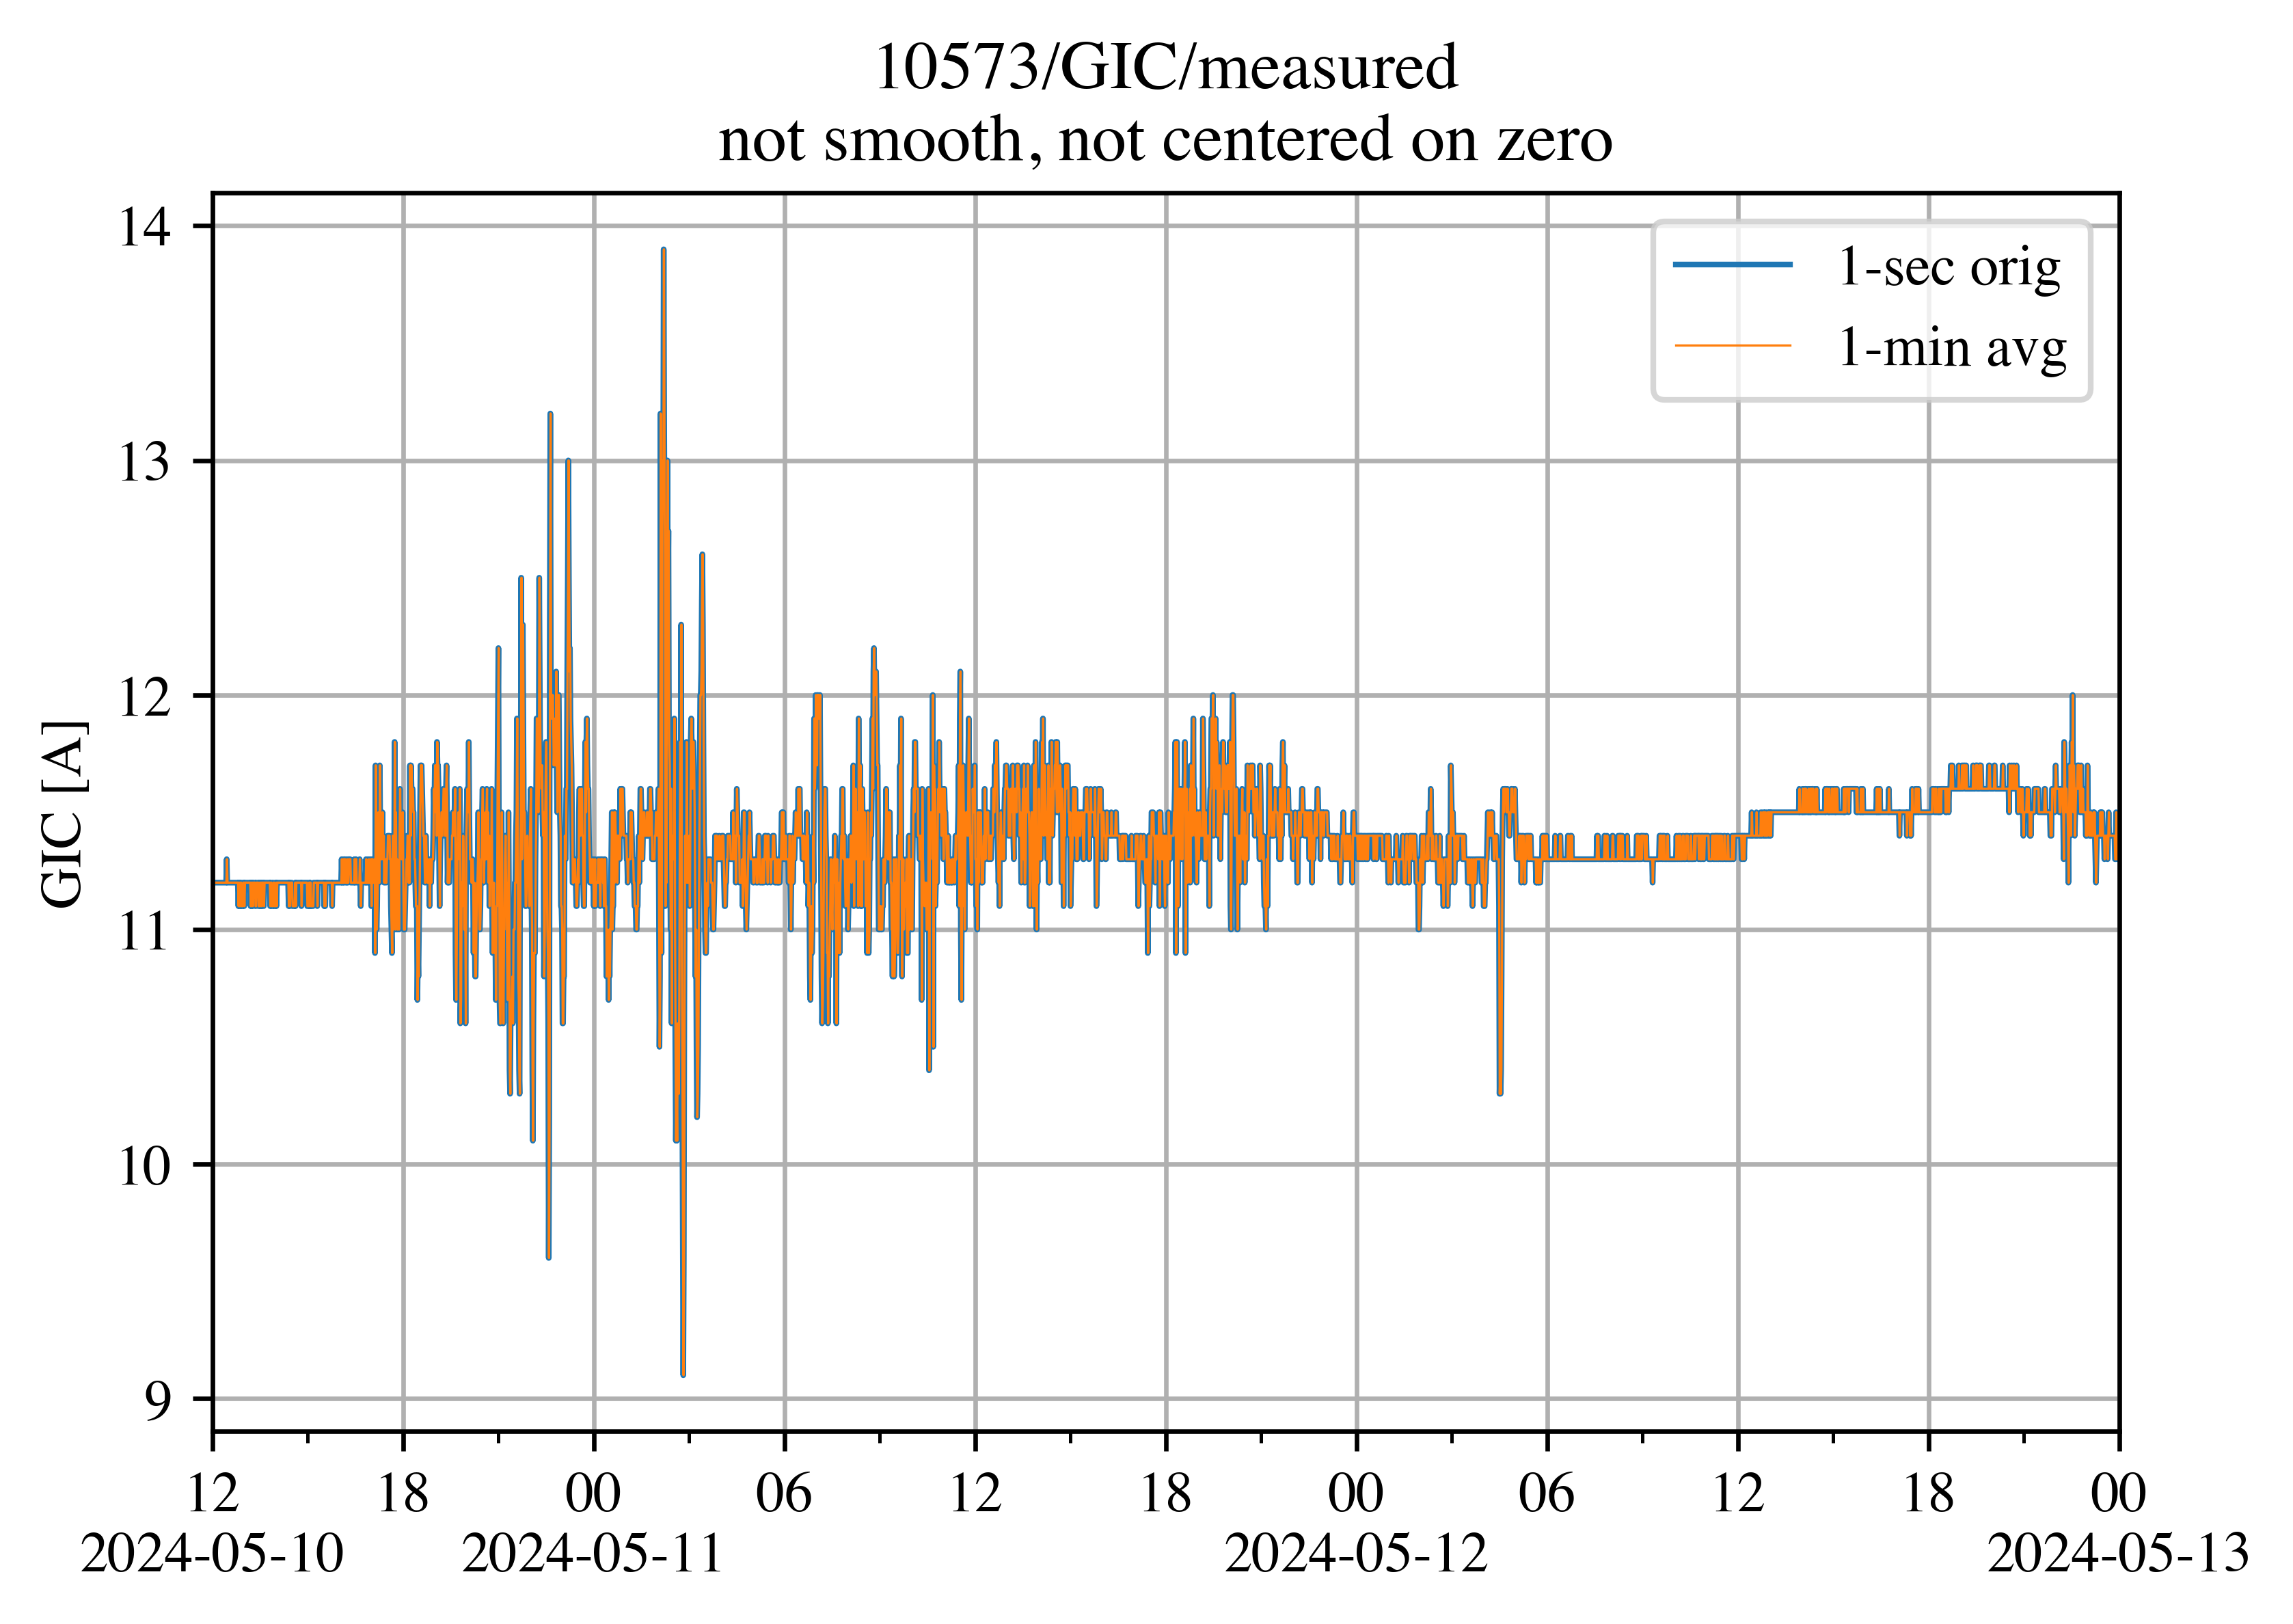 10573/GIC/measured
not smooth, not centered on zero
14
13
12
11
10
9
GIC [A]
1-sec orig
1-min avg
12 18 00 06 12 18 00 06 12 18 00
2024-05-10 2024-05-11 2024-05-12 2024-05-13